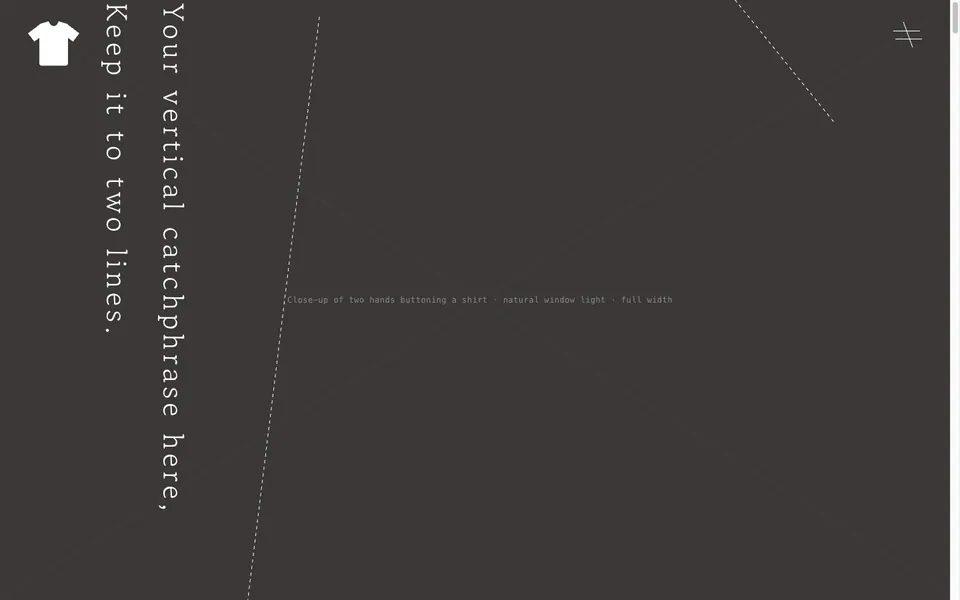 Your vertical catchphrase here,
Keep it to two lines.
Close-up of two hands buttoning a shirt · natural window light · full width